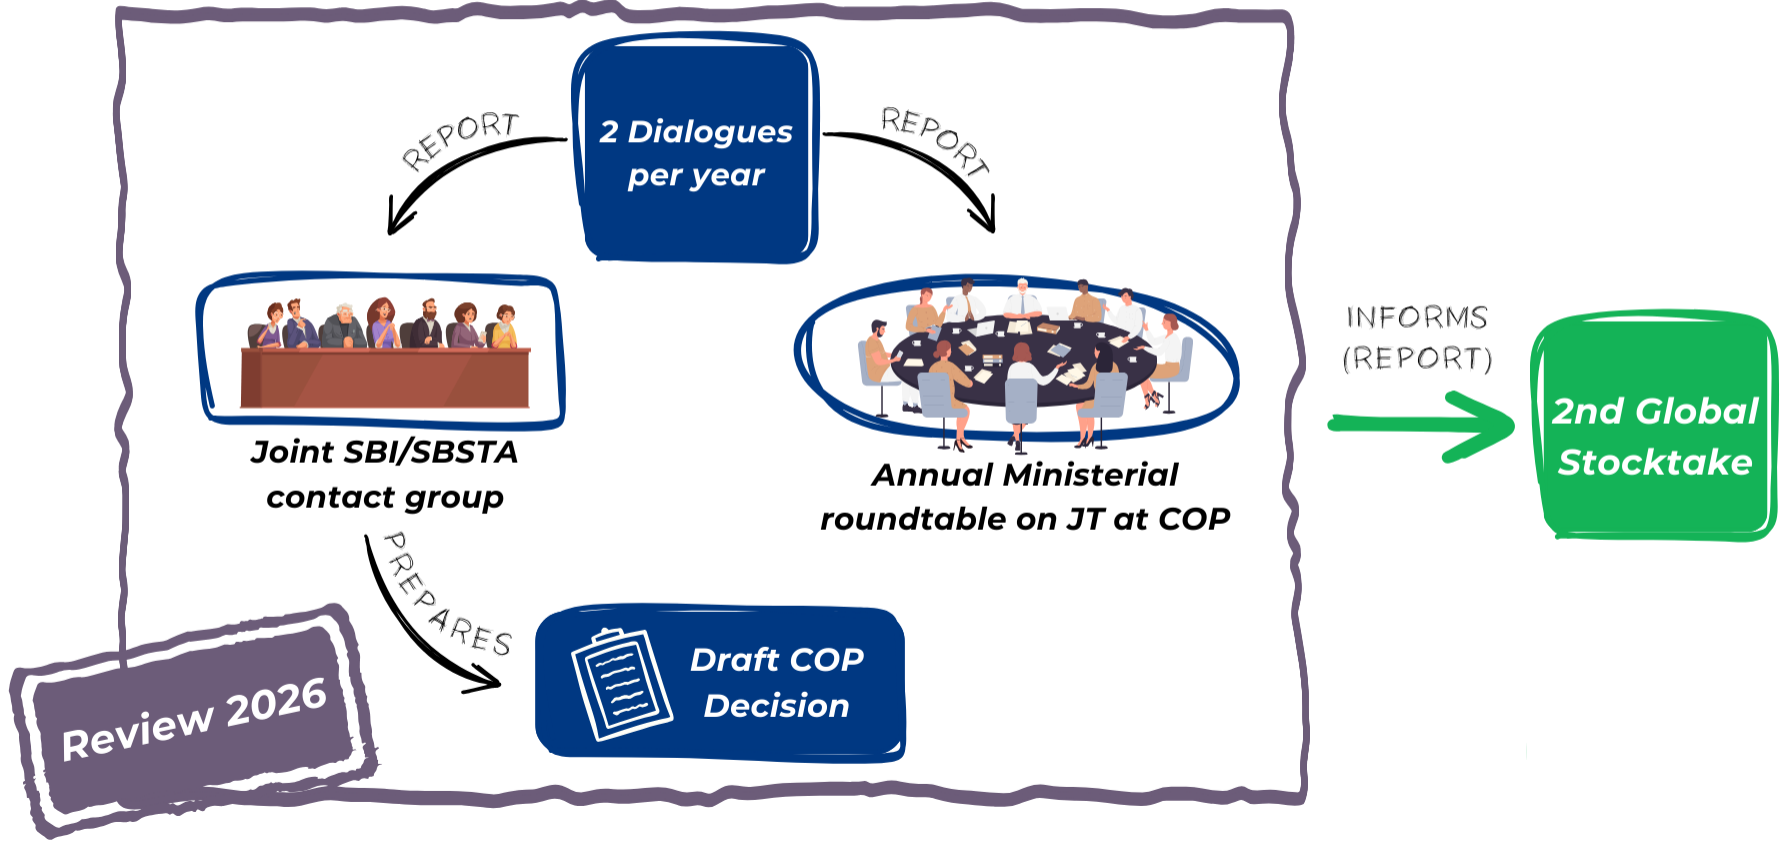 2 Dialogues
per year
REPORT
REPORT
Joint SBI/SBSTA
contact group
Annual Ministerial
roundtable on JT at COP
PREPARES
Draft COP
Decision
Review 2026
INFORMS
(REPORT)
2nd Global
Stocktake